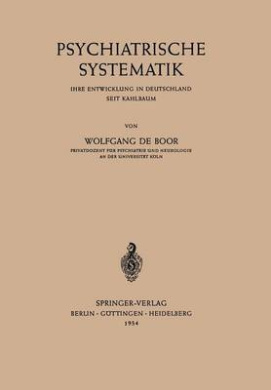 PSYCHIATRISCHE
SYSTEMATIK
IHRE ENTWICKLUNG IN DEUTSCHLAND
SEIT KAHLBAUM
VON
WOLFGANG DE BOOR
PRIVATDOZENT FÜR PSYCHIATRIE UND NEUROLOGIE
AN DER UNIVERSITÄT KÖLN
SPRINGER-VERLAG
BERLIN · GÖTTINGEN · HEIDELBERG
1954